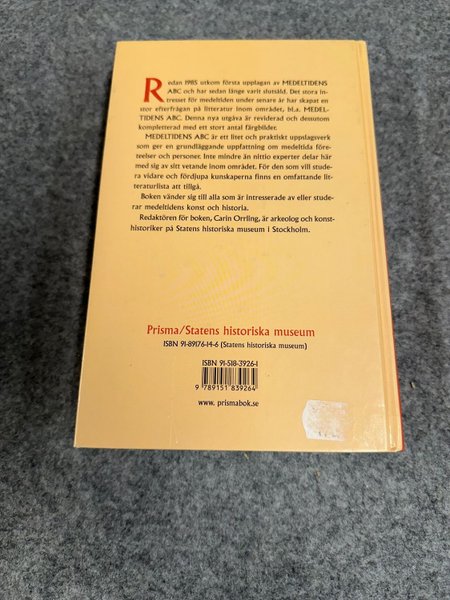 Redan 1985 utkom första upplagan av MEDELTIDENS
ABC och har sedan länge varit slutsåld. Det stora in-
tresset för medeltiden under senare år har skapat en
stor efterfrågan på litteratur inom området, bl.a. MEDEL-
TIDENS ABC. Denna nya utgåva är reviderad och dessutom
kompletterad med ett stort antal färgbilder.
MEDELTIDENS ABC är ett litet och praktiskt uppslagsverk
som ger en grundläggande uppfattning om medeltida före-
teelser och personer. Inte mindre än nittio experter delar här
med sig av sitt vetande inom området. För den som vill stu-
dera vidare och fördjupa kunskaperna finns en omfattande lit-
teraturlista att tillgå.
Boken vänder sig till alla som är intresserade av eller stude-
rar medeltidens konst och historia.
Redaktören för boken, Carin Orrling, är arkeolog och konst-
historiker på Statens historiska museum i Stockholm.
Prisma/Statens historiska museum
ISBN 91-89176-14-6 (Statens historiska museum)
ISBN 91-518-3926-1
9 789151 839264
www. prismabok.se